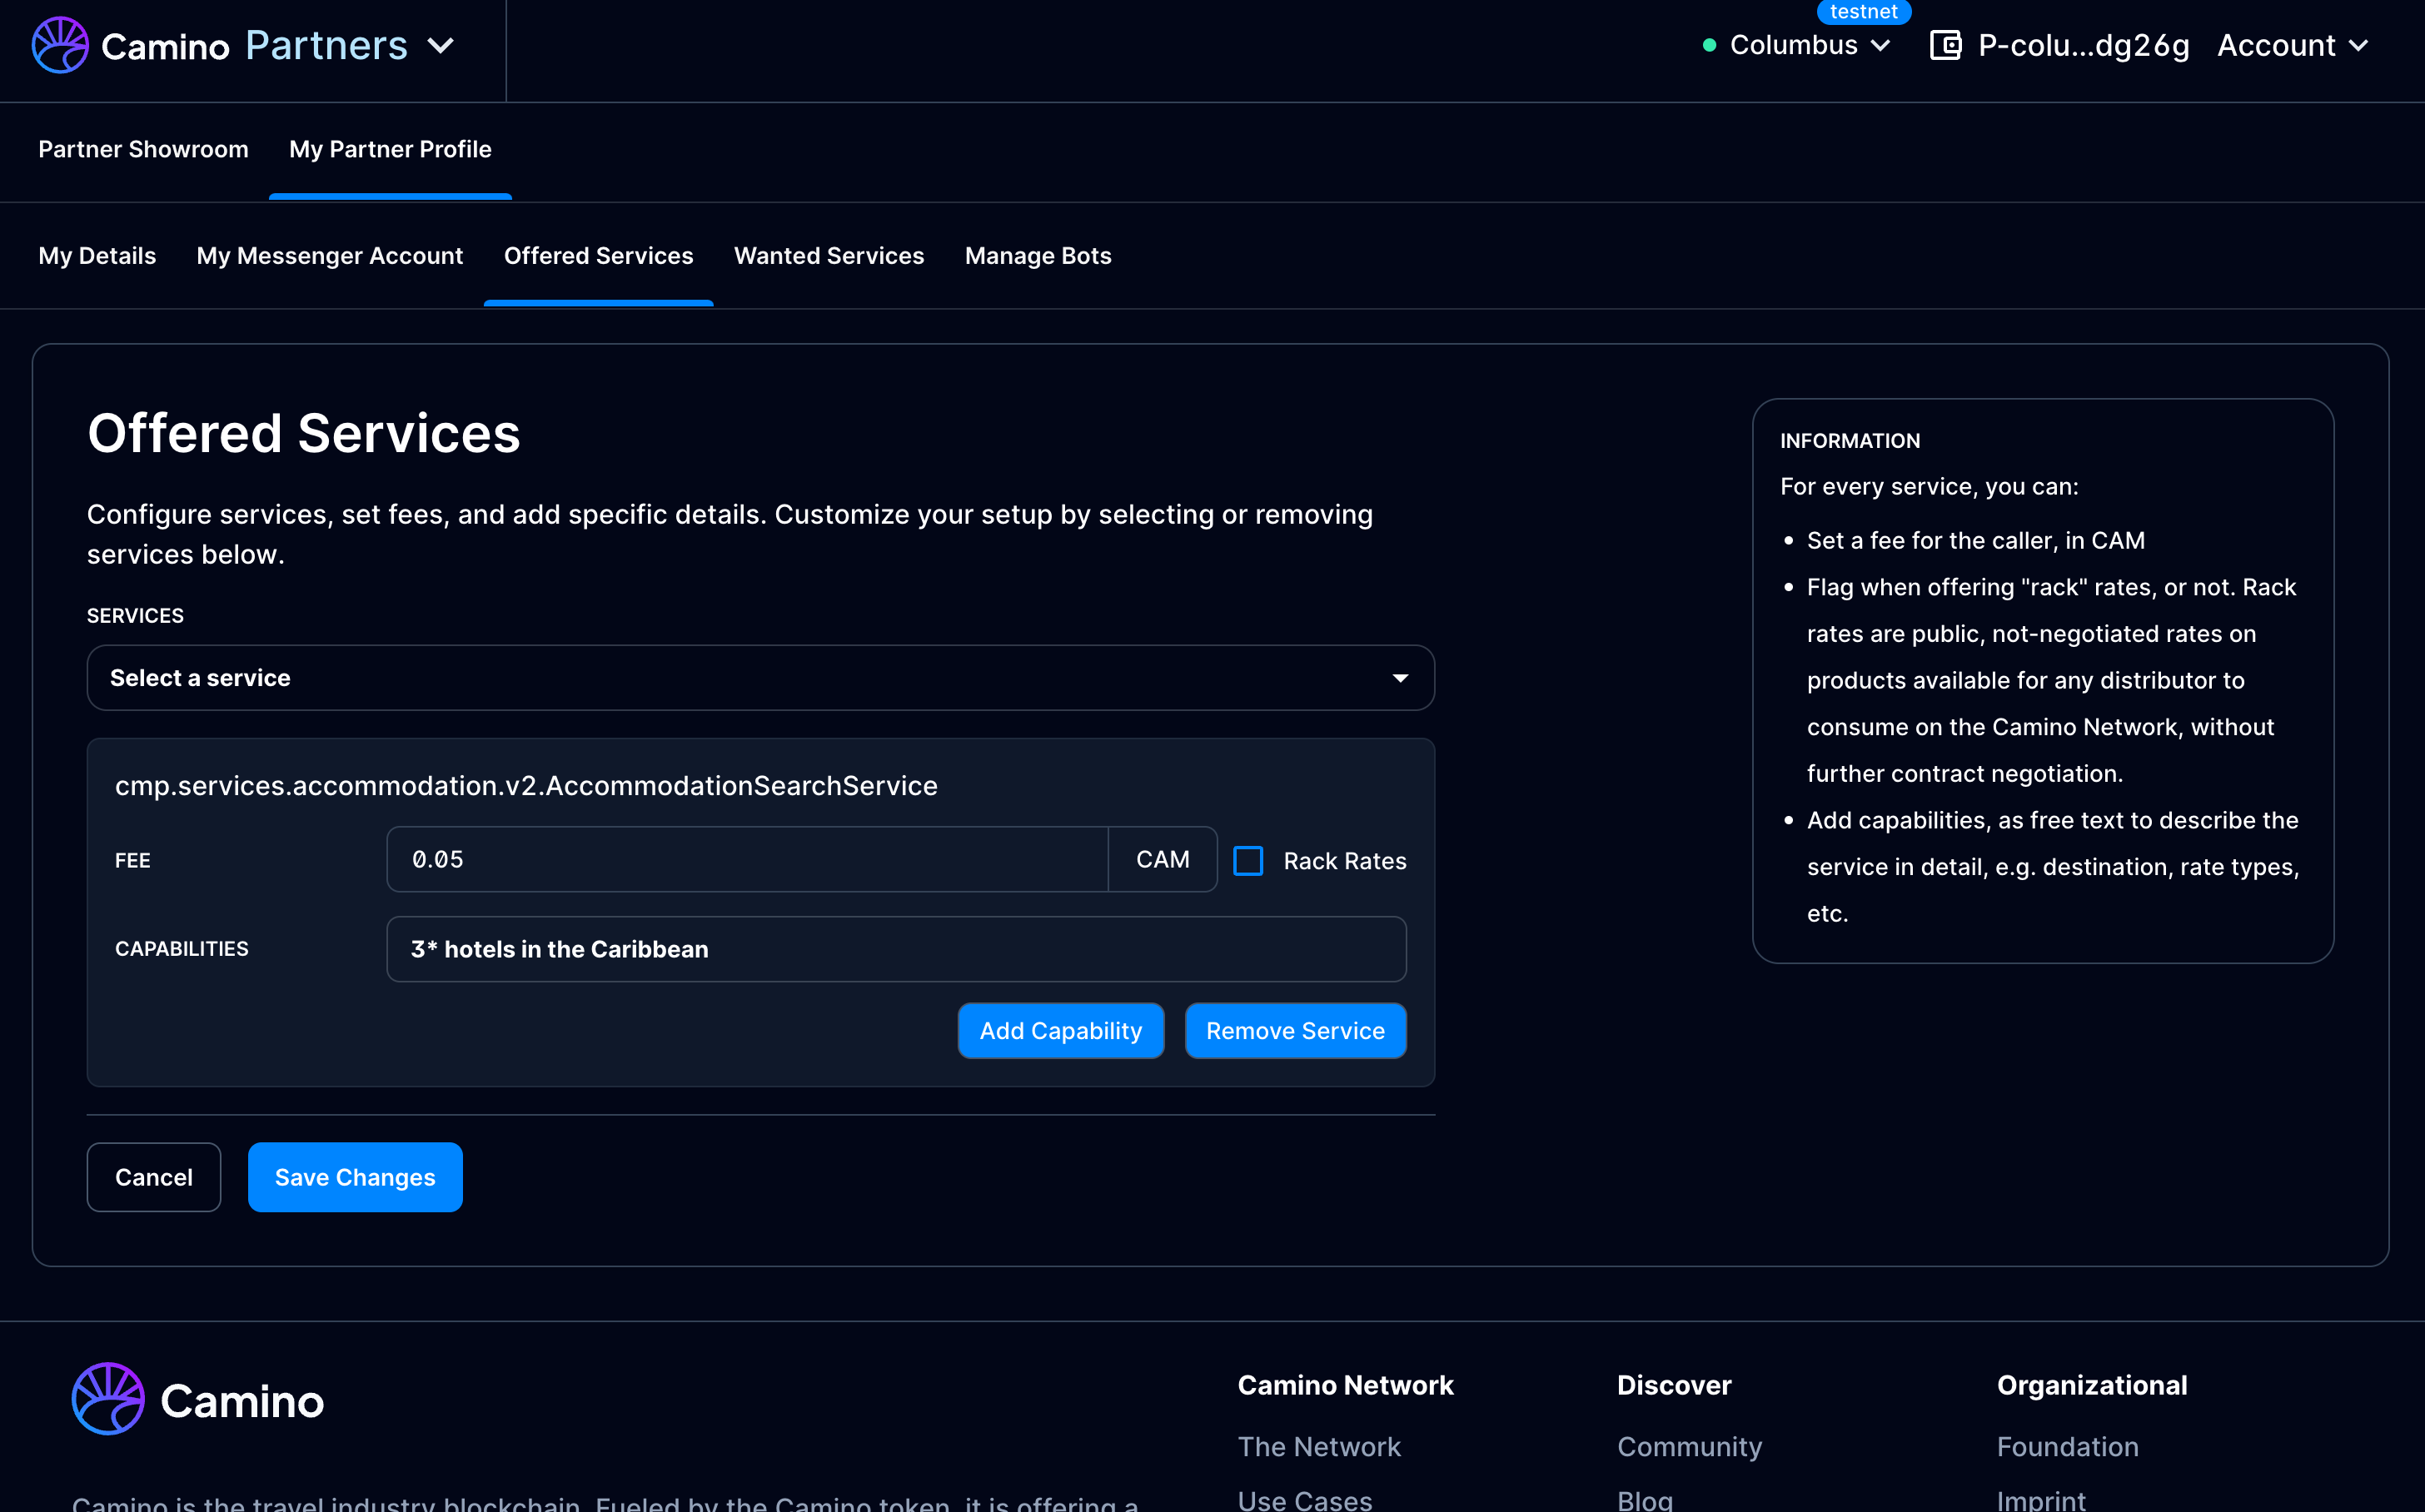 testnet
Camino Partners
Columbus
P-colu...dg26g
Account
Partner Showroom
My Partner Profile
My Details
My Messenger Account
Offered Services
Wanted Services
Manage Bots
Offered Services
Configure services, set fees, and add specific details. Customize your setup by selecting or removing
services below.
SERVICES
Select a service
cmp.services.accommodation.v2.AccommodationSearchService
FEE
0.05
CAM
Rack Rates
CAPABILITIES
3* hotels in the Caribbean
Add Capability
Remove Service
Cancel
Save Changes
INFORMATION
For every service, you can:
• Set a fee for the caller, in CAM
• Flag when offering "rack" rates, or not. Rack
rates are public, not-negotiated rates on
products available for any distributor to
consume on the Camino Network, without
further contract negotiation.
• Add capabilities, as free text to describe the
service in detail, e.g. destination, rate types,
etc.
Camino
Camino is the travel industry blockchain. Fueled by the Camino token, it is offering a
Camino Network
The Network
Use Cases
Discover
Community
Blog
Organizational
Foundation
Imprint